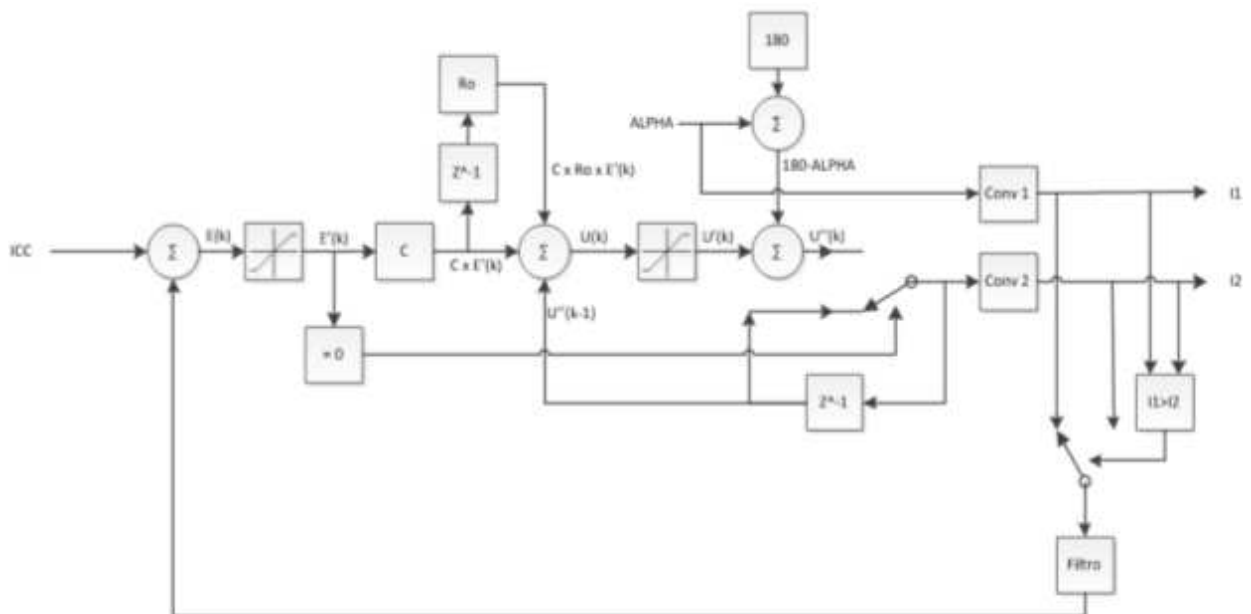 180
Ro
ALPHA
Σ
Z^-1
C x Ro x E'(k)
180-ALPHA
Conv 1
I1
ICC
Σ
E(k)
E'(k)
C
C x E'(k)
Σ
U(k)
U'(k)
Σ
U''(k)
Conv 2
I2
U''(k-1)
= 0
Z^-1
I1>I2
Filtro